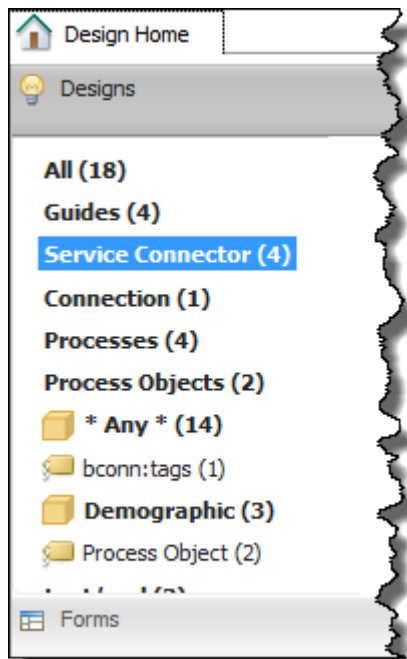 Design Home
Designs
All (18)
Guides (4)
Service Connector (4)
Connection (1)
Processes (4)
Process Objects (2)
* Any * (14)
bconn:tags (1)
Demographic (3)
Process Object (2)
Forms